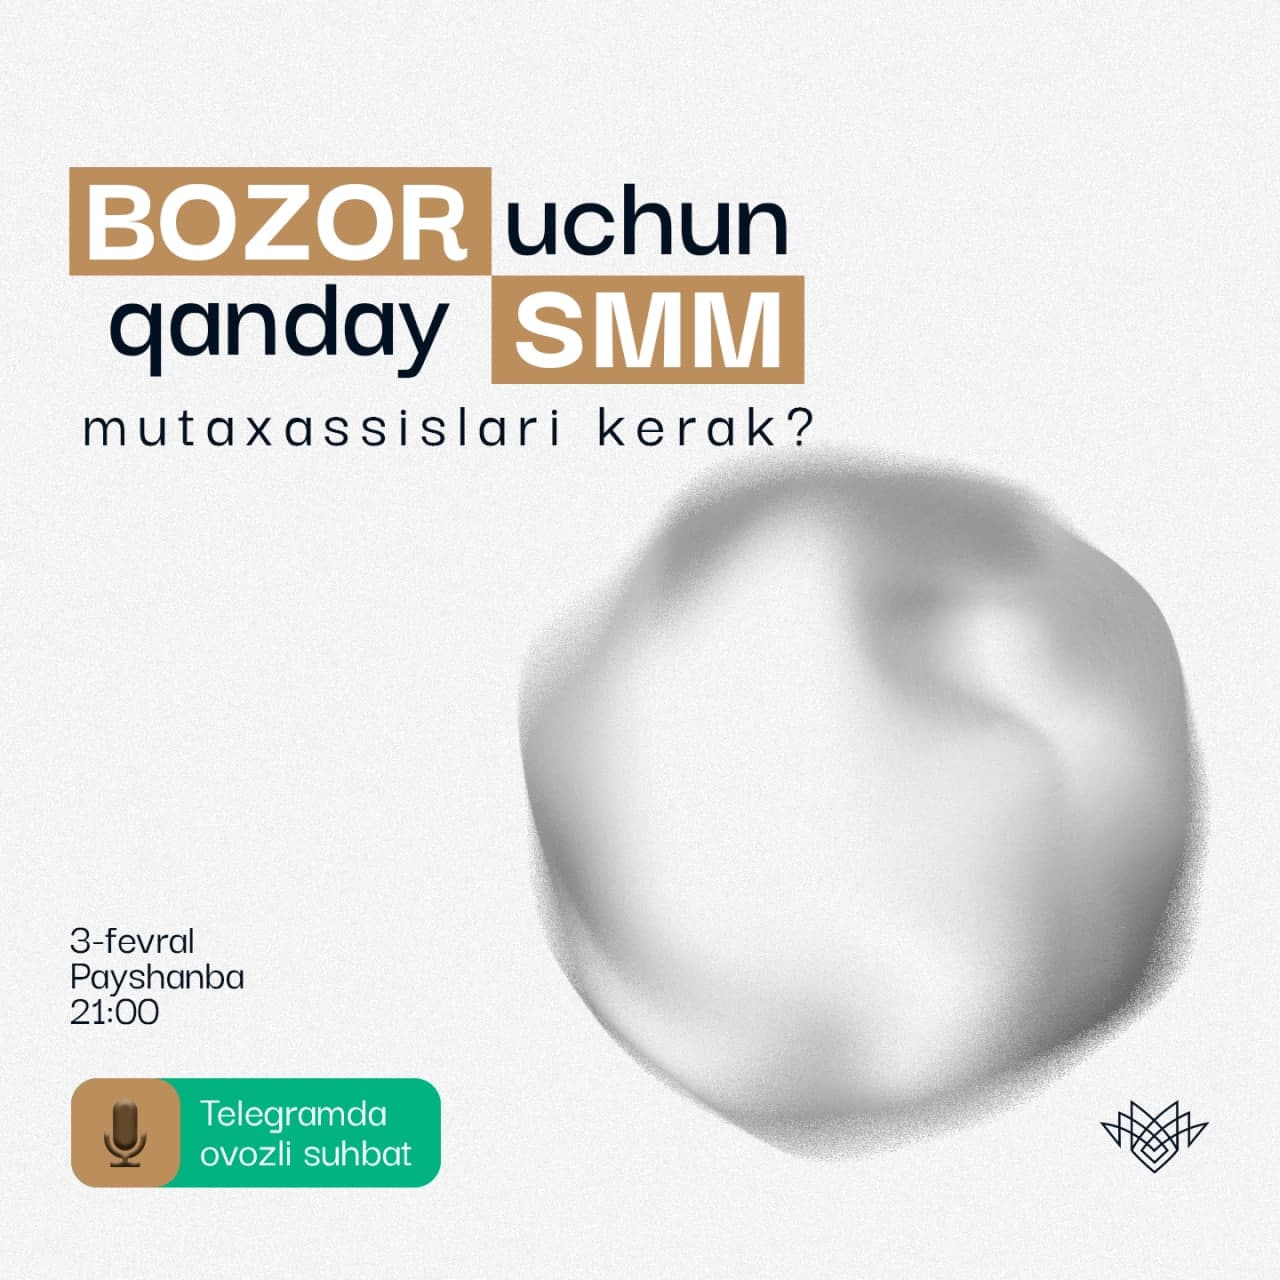 BOZOR uchun
qanday SMM
mutaxassislari kerak?
3-fevral
Payshanba
21:00
Telegramda
ovozli suhbat